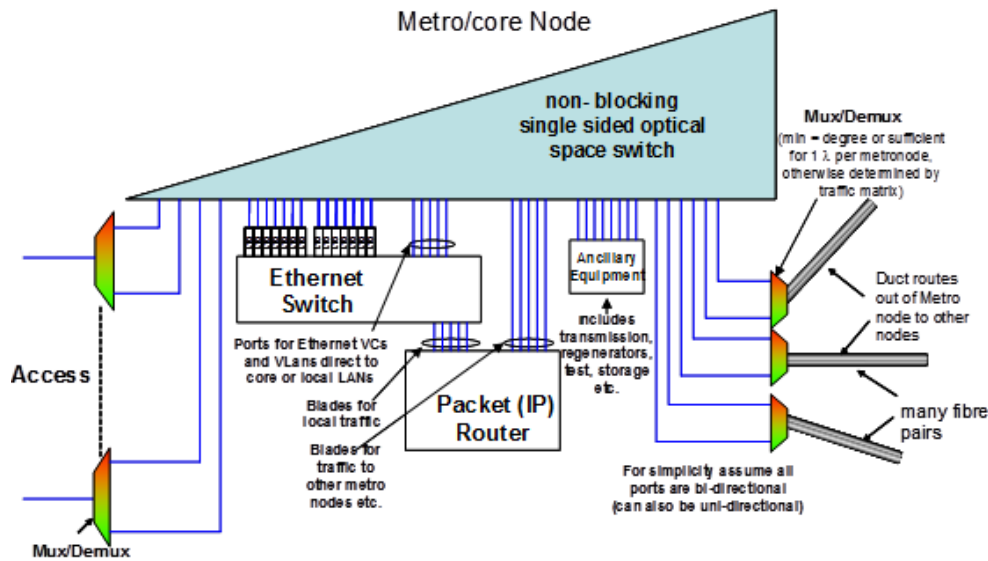 Metro/core Node
non- blocking
single sided optical
space switch
Mux/Demux
(min = degree or sufficient
for 1 λ per metronode,
otherwise determined by
traffic matrix)
Ethernet
Switch
Ancillary
Equipment
Duct routes
out of Metro
node to other
nodes
Ports for Ethernet VCs
and VLans direct to
core or local LANs
includes
transmission,
regenerators,
test, storage
etc.
Access
Blades for
local traffic
Packet (IP)
Router
many fibre
pairs
Blades for
traffic to
other metro
nodes etc.
For simplicity assume all
ports are bi-directional
(can also be uni-directional)
Mux/Demux